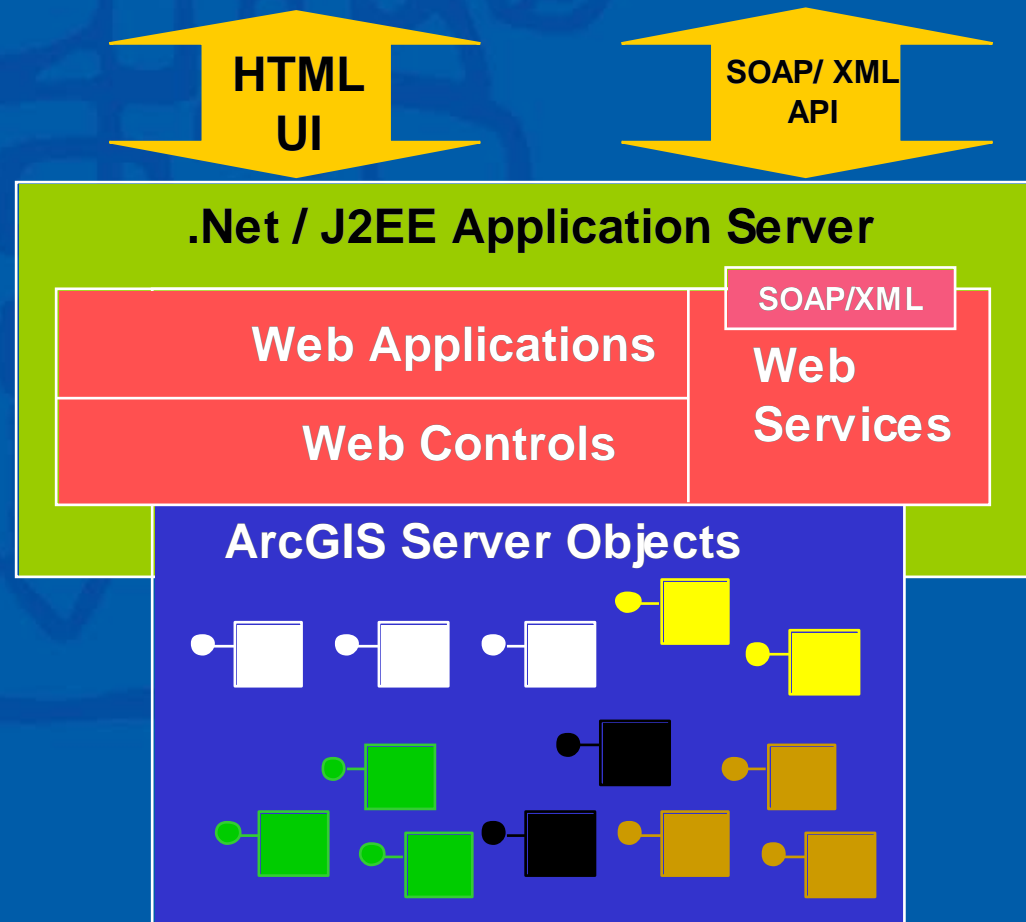 HTML
UI
SOAP/ XML
API
.Net / J2EE Application Server
SOAP/XML
Web Applications
Web
Services
Web Controls
ArcGIS Server Objects